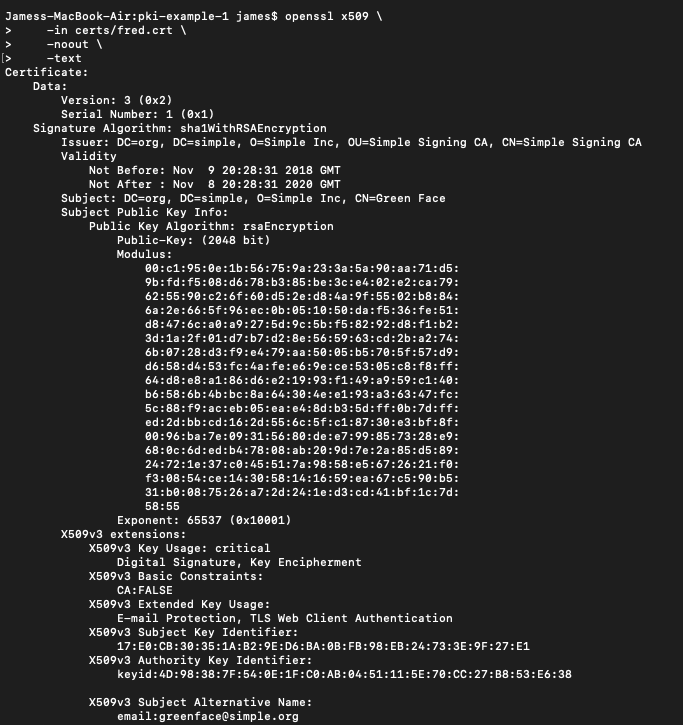 Jamess-MacBook-Air:pki-example-1 james$ openssl x509 \
>     -in certs/fred.crt \
>     -noout \
[>     -text
Certificate:
    Data:
        Version: 3 (0x2)
        Serial Number: 1 (0x1)
    Signature Algorithm: sha1WithRSAEncryption
        Issuer: DC=org, DC=simple, O=Simple Inc, OU=Simple Signing CA, CN=Simple Signing CA
        Validity
            Not Before: Nov  9 20:28:31 2018 GMT
            Not After : Nov  8 20:28:31 2020 GMT
        Subject: DC=org, DC=simple, O=Simple Inc, CN=Green Face
        Subject Public Key Info:
            Public Key Algorithm: rsaEncryption
                Public-Key: (2048 bit)
                Modulus:
                    00:c1:95:0e:1b:56:75:9a:23:3a:5a:90:aa:71:d5:
                    9b:fd:f5:08:d6:78:b3:85:be:3c:e4:02:e2:ca:79:
                    62:55:90:c2:6f:60:d5:2e:d8:4a:9f:55:02:b8:84:
                    6a:2e:66:5f:96:ec:0b:05:10:50:da:f5:36:fe:51:
                    d8:47:6c:a0:a9:27:5d:9c:5b:f5:82:92:d8:f1:b2:
                    3d:1a:2f:01:d7:b7:d2:8e:56:59:63:cd:2b:a2:74:
                    6b:07:28:d3:f9:e4:79:aa:50:05:b5:70:5f:57:d9:
                    d6:58:d4:53:fc:4a:fe:e6:9e:ce:53:05:c8:f8:ff:
                    64:d8:e8:a1:86:d6:e2:19:93:f1:49:a9:59:c1:40:
                    b6:58:6b:4b:bc:8a:64:30:4e:e1:93:a3:63:47:fc:
                    5c:88:f9:ac:eb:05:ea:e4:8d:b3:5d:ff:0b:7d:ff:
                    ed:2d:bb:cd:16:2d:55:6c:5f:c1:87:30:e3:bf:8f:
                    00:96:ba:7e:09:31:56:80:de:e7:99:85:73:28:e9:
                    68:0c:6d:ed:b4:78:08:ab:20:9d:7e:2a:85:d5:89:
                    24:72:1e:37:c0:45:51:7a:98:58:e5:67:26:21:f0:
                    f3:08:54:ce:14:30:58:14:16:59:ea:67:c5:90:b5:
                    31:b0:08:75:26:a7:2d:24:1e:d3:cd:41:bf:1c:7d:
                    58:55
                Exponent: 65537 (0x10001)
        X509v3 extensions:
            X509v3 Key Usage: critical
                Digital Signature, Key Encipherment
            X509v3 Basic Constraints:
                CA:FALSE
            X509v3 Extended Key Usage:
                E-mail Protection, TLS Web Client Authentication
            X509v3 Subject Key Identifier:
                17:E0:CB:30:35:1A:B2:9E:D6:BA:0B:FB:98:EB:24:73:3E:9F:27:E1
            X509v3 Authority Key Identifier:
                keyid:4D:98:38:7F:54:0E:1F:C0:AB:04:51:11:5E:70:CC:27:B8:53:E6:38

            X509v3 Subject Alternative Name:
                email:greenface@simple.org